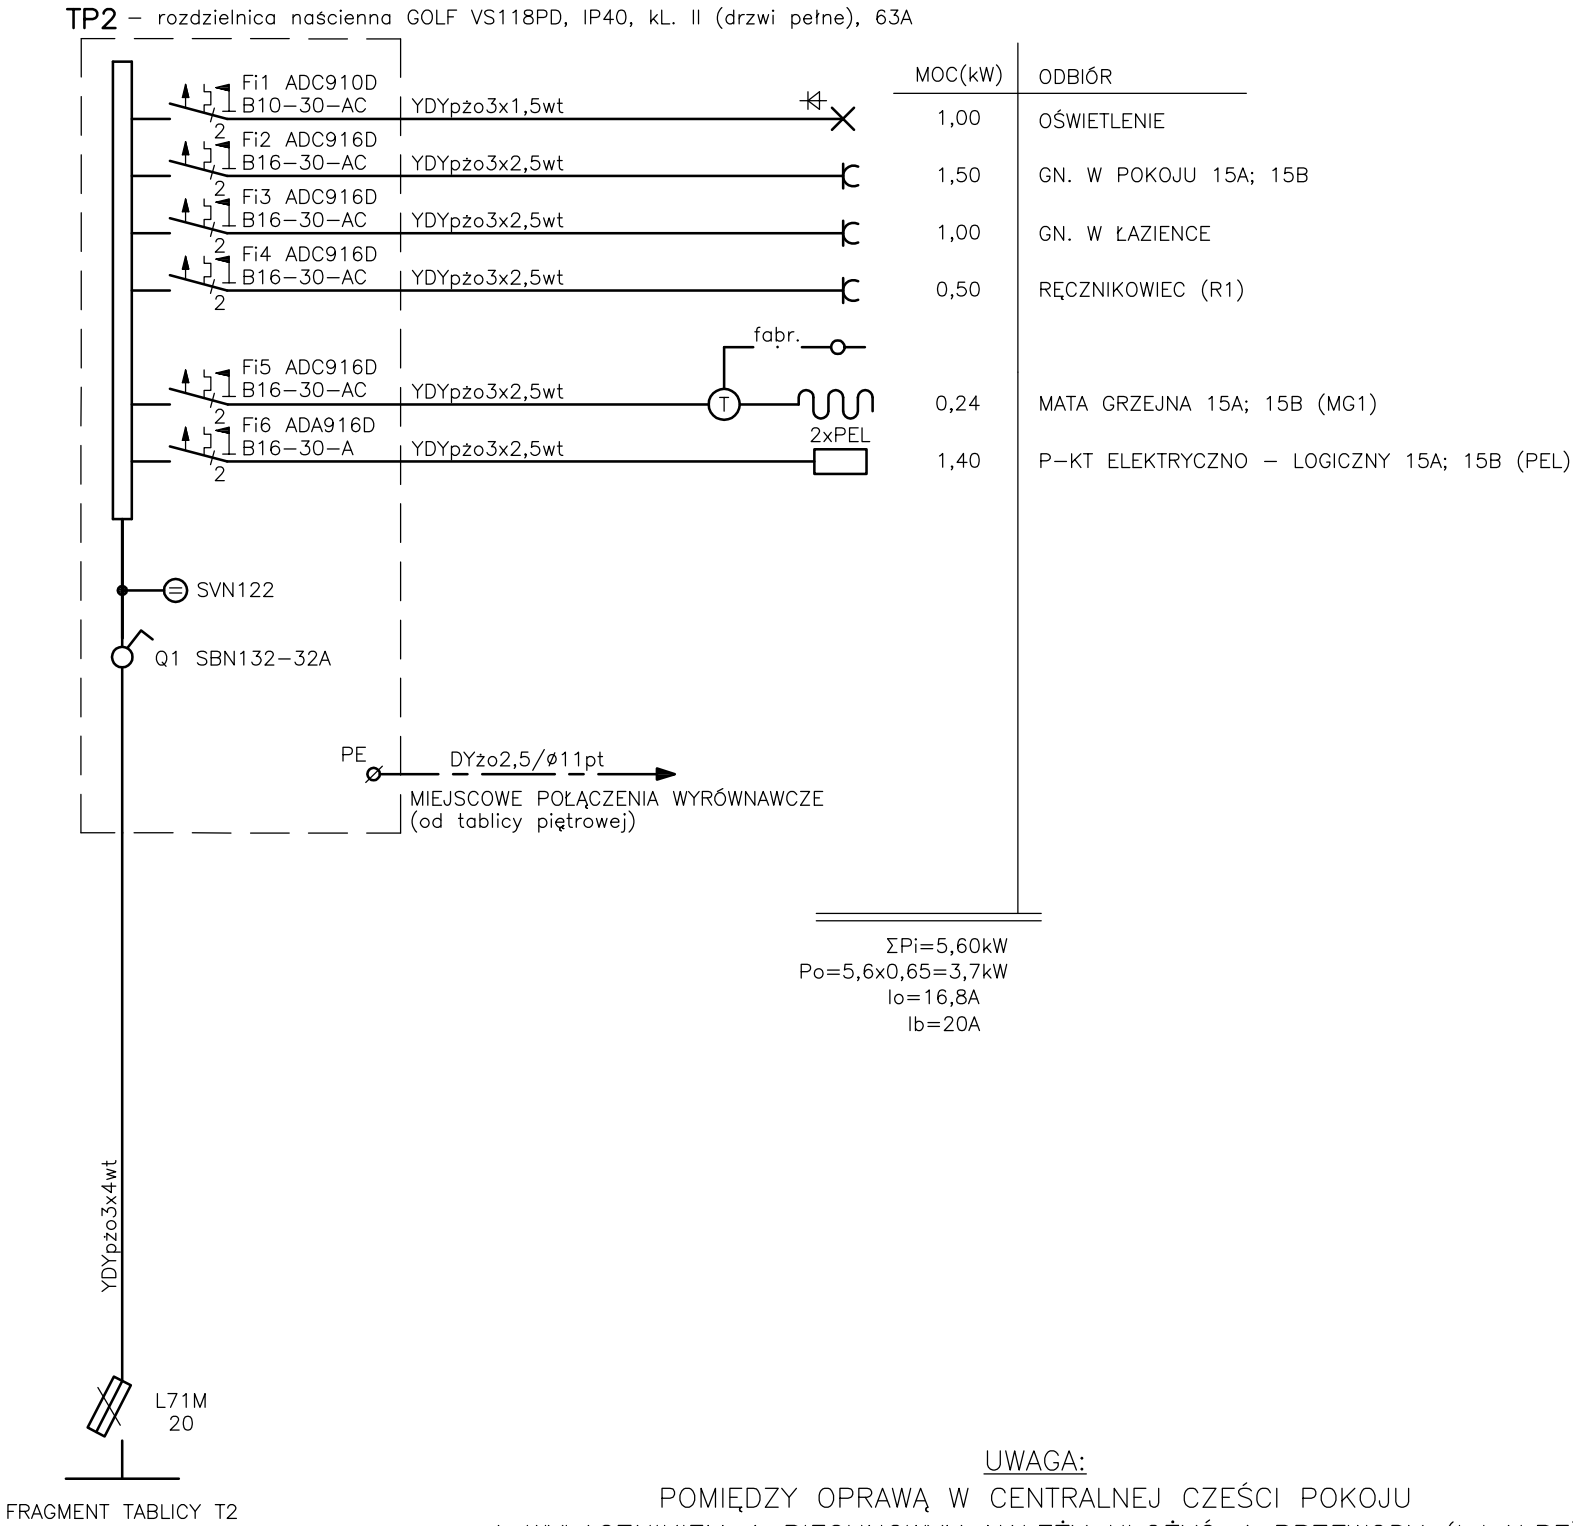 TP2 – rozdzielnica naścienna GOLF VS118PD, IP40, kL. II (drzwi pełne), 63A
MOC(kW) ODBIÓR
Fi1 ADC910D
B10–30–AC YDYpżo3x1,5wt 1,00 OŚWIETLENIE
2
Fi2 ADC916D
B16–30–AC YDYpżo3x2,5wt 1,50 GN. W POKOJU 15A; 15B
2
Fi3 ADC916D
B16–30–AC YDYpżo3x2,5wt 1,00 GN. W ŁAZIENCE
2
Fi4 ADC916D
B16–30–AC YDYpżo3x2,5wt 0,50 RĘCZNIKOWIEC (R1)
2
fabr.
Fi5 ADC916D
B16–30–AC YDYpżo3x2,5wt T 0,24 MATA GRZEJNA 15A; 15B (MG1)
2
Fi6 ADA916D 2xPEL
B16–30–A YDYpżo3x2,5wt 1,40 P–KT ELEKTRYCZNO – LOGICZNY 15A; 15B (PEL)
2
SVN122
Q1 SBN132–32A
PE DYżo2,5/ø11pt
MIEJSCOWE POŁĄCZENIA WYRÓWNAWCZE
(od tablicy piętrowej)
ΣPi=5,60kW
Po=5,6x0,65=3,7kW
Io=16,8A
Ib=20A
YDYpżo3x4wt
L71M
20
FRAGMENT TABLICY T2
UWAGA:
POMIĘDZY OPRAWĄ W CENTRALNEJ CZEŚCI POKOJU